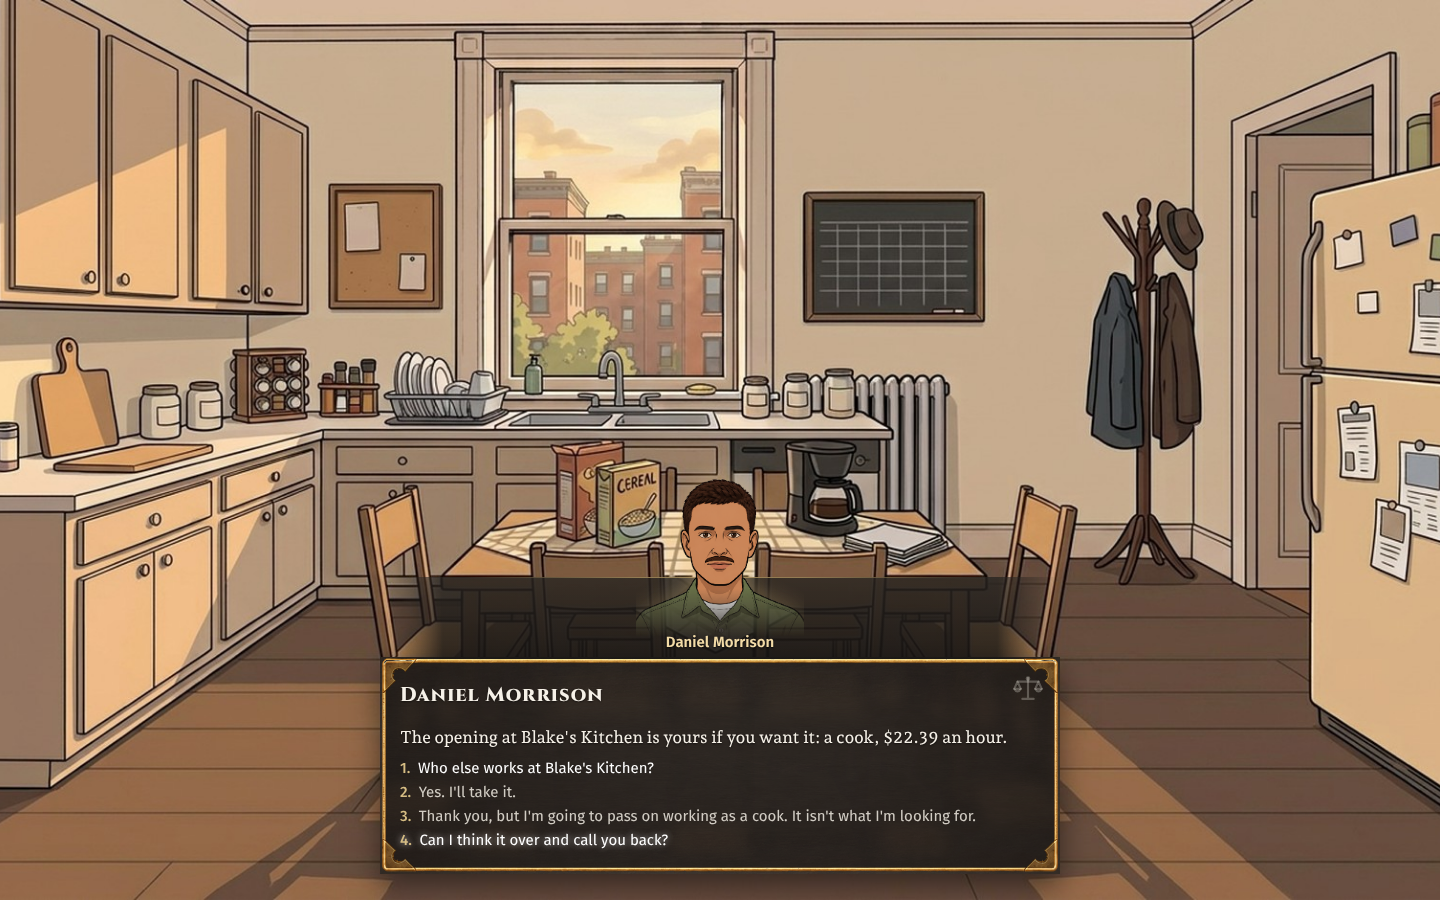 CEREAL
Daniel Morrison
DANIEL MORRISON
The opening at Blake's Kitchen is yours if you want it: a cook, $22.39 an hour.
1. Who else works at Blake's Kitchen?
2. Yes. I'll take it.
3. Thank you, but I'm going to pass on working as a cook. It isn't what I'm looking for.
4. Can I think it over and call you back?